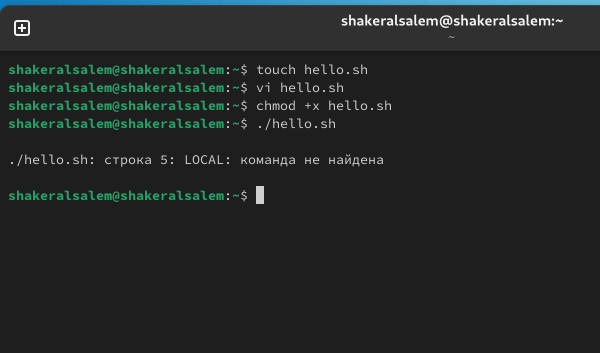 shakeralsalem@shakeralsalem:~
~
shakeralsalem@shakeralsalem:~$ touch hello.sh
shakeralsalem@shakeralsalem:~$ vi hello.sh
shakeralsalem@shakeralsalem:~$ chmod +x hello.sh
shakeralsalem@shakeralsalem:~$ ./hello.sh
./hello.sh: строка 5: LOCAL: команда не найдена
shakeralsalem@shakeralsalem:~$